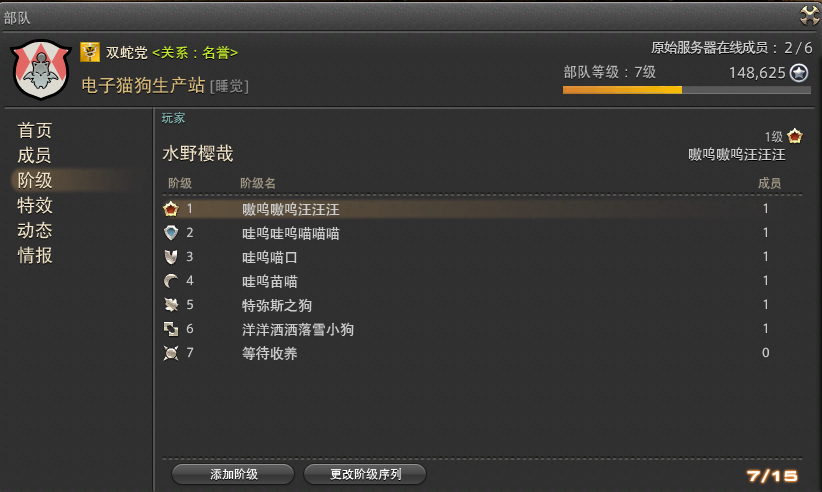 部队
双蛇党 <关系：名誉>
原始服务器在线成员：2/6
电子猫狗生产站 [睡觉]
部队等级：7级
148,625
首页
成员
阶级
特效
动态
情报
玩家
1级
水野樱哉
嗷呜嗷呜汪汪汪
阶级 阶级名 成员
1 嗷呜嗷呜汪汪汪 1
2 哇呜哇呜喵喵喵 1
3 哇呜喵口 1
4 哇呜苗喵 1
5 特弥斯之狗 1
6 洋洋洒洒落雪小狗 1
7 等待收养 0
添加阶级
更改阶级序列
7/15